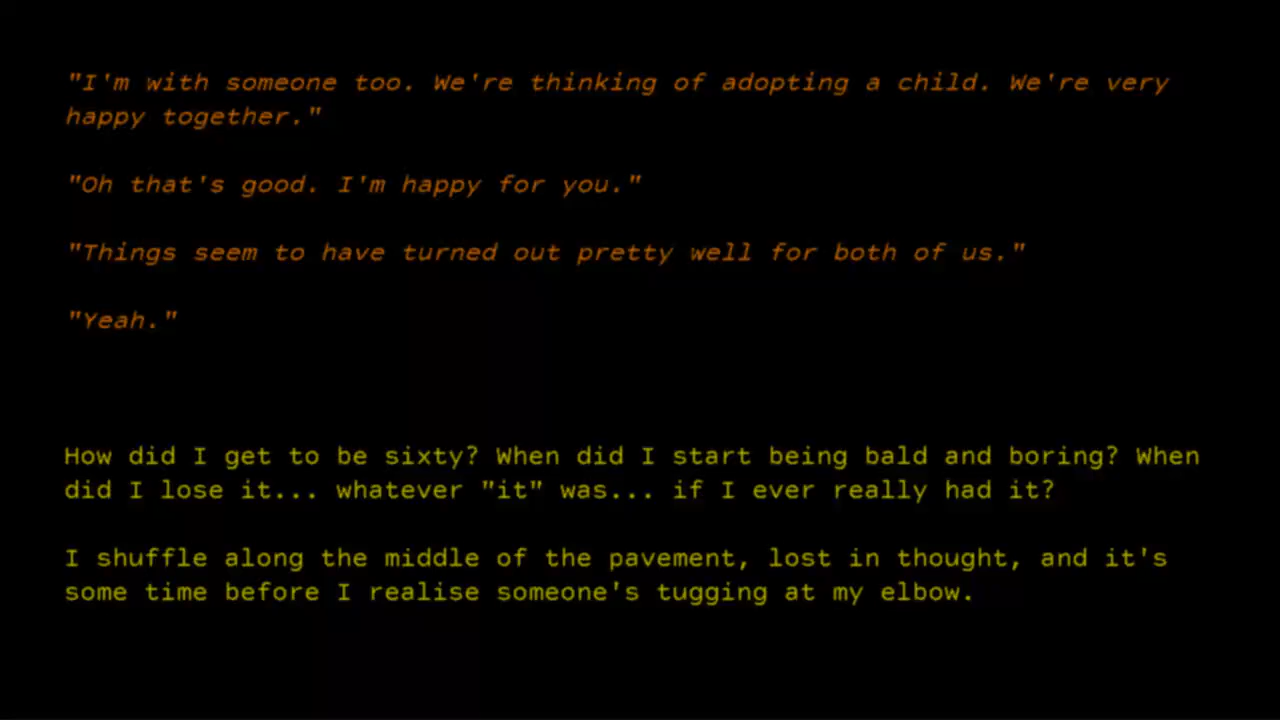 "I'm with someone too. We're thinking of adopting a child. We're very
happy together."
"Oh that's good. I'm happy for you."
"Things seem to have turned out pretty well for both of us."
"Yeah."
How did I get to be sixty? When did I start being bald and boring? When
did I lose it... whatever "it" was... if I ever really had it?
I shuffle along the middle of the pavement, lost in thought, and it's
some time before I realise someone's tugging at my elbow.